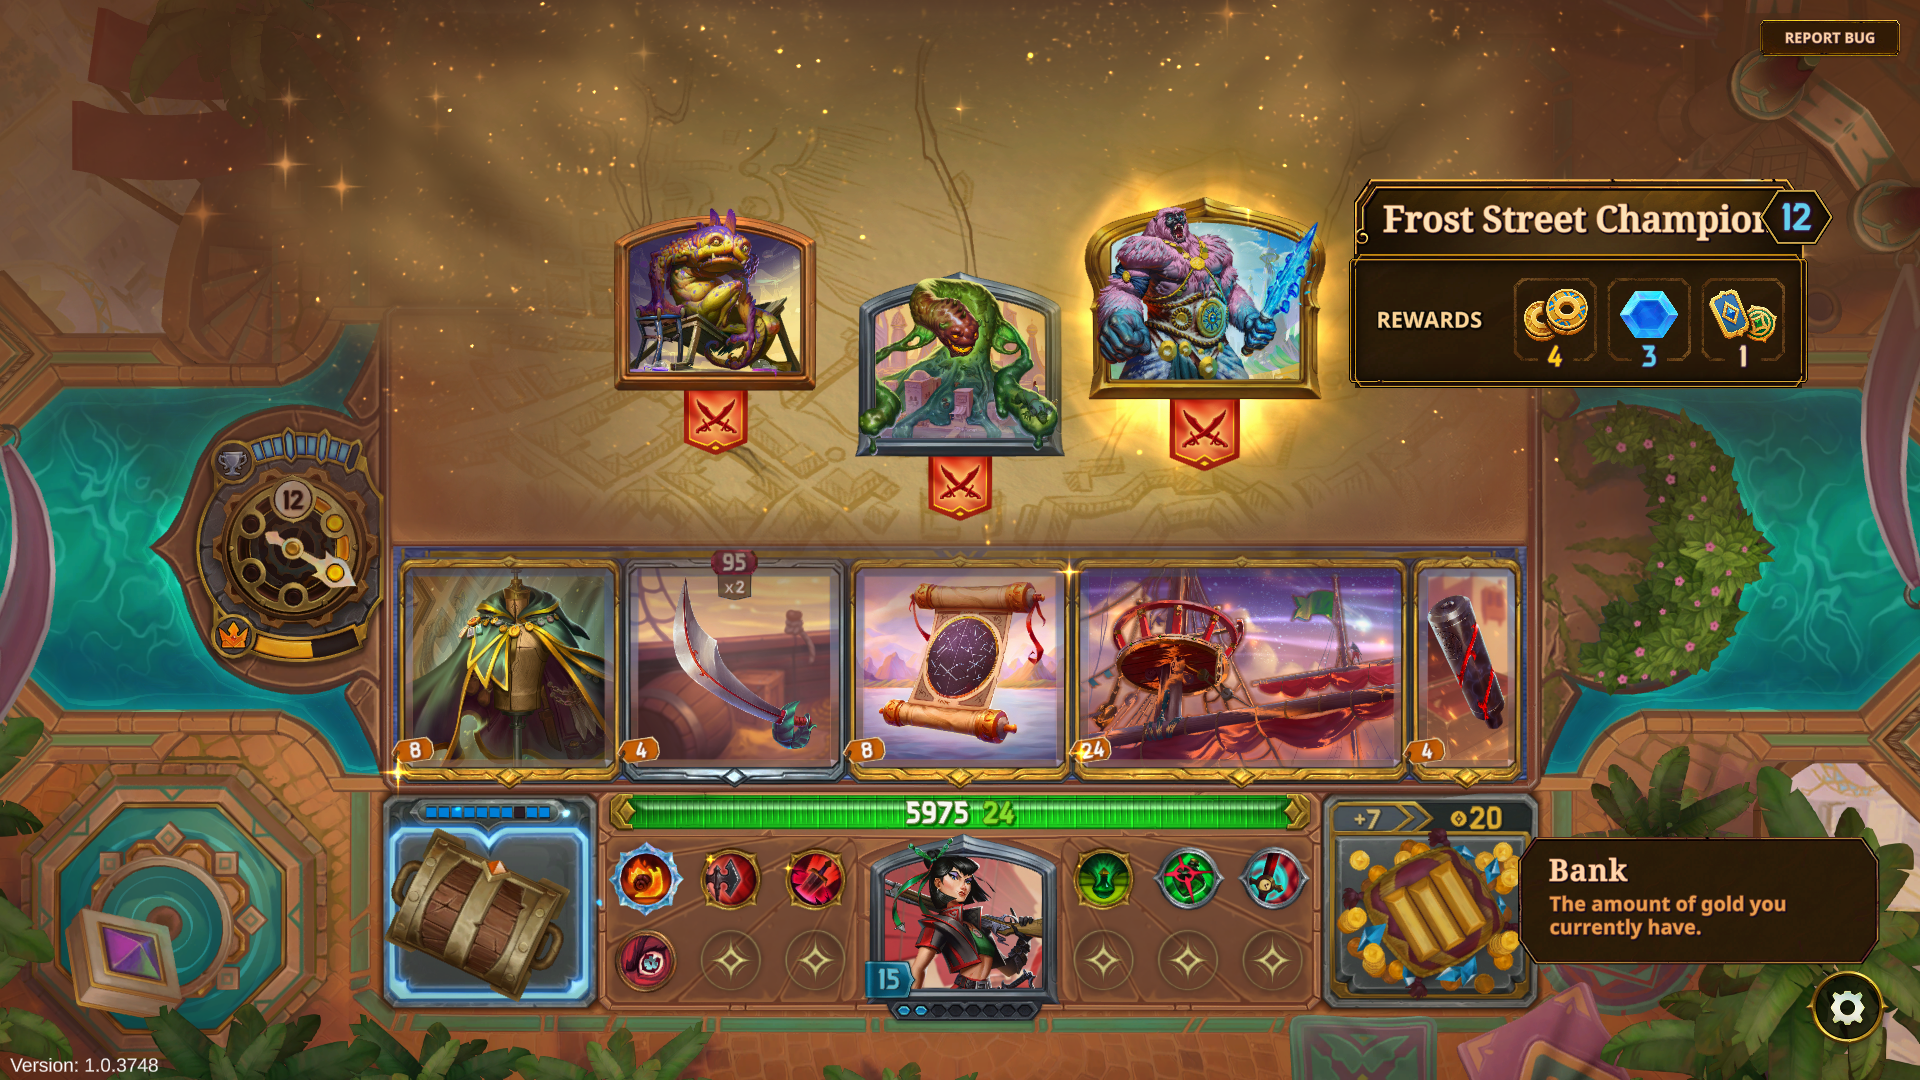 REPORT BUG
Frost Street Champion
12
REWARDS
4
3
1
12
95
x2
8
4
8
24
4
5975 24
+7
20
Bank
The amount of gold you
currently have.
15
Version: 1.0.3748